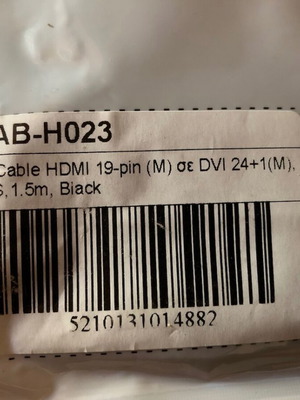 AB-H023
Cable HDMI 19-pin (M) σε DVI 24+1(M),
S,1.5m, Black
5210131014882